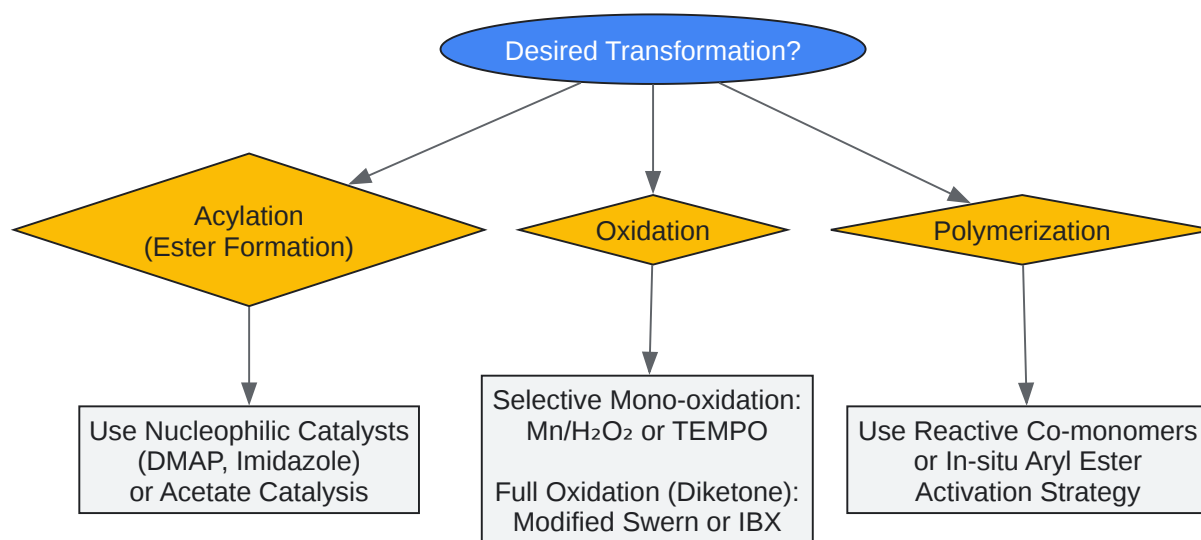 Desired Transformation?
Acylation
(Ester Formation)
Oxidation
Polymerization
Use Nucleophilic Catalysts
(DMAP, Imidazole)
or Acetate Catalysis
Selective Mono-oxidation:
Mn/H₂O₂ or TEMPO
Full Oxidation (Diketone):
Modified Swern or IBX
Use Reactive Co-monomers
or In-situ Aryl Ester
Activation Strategy